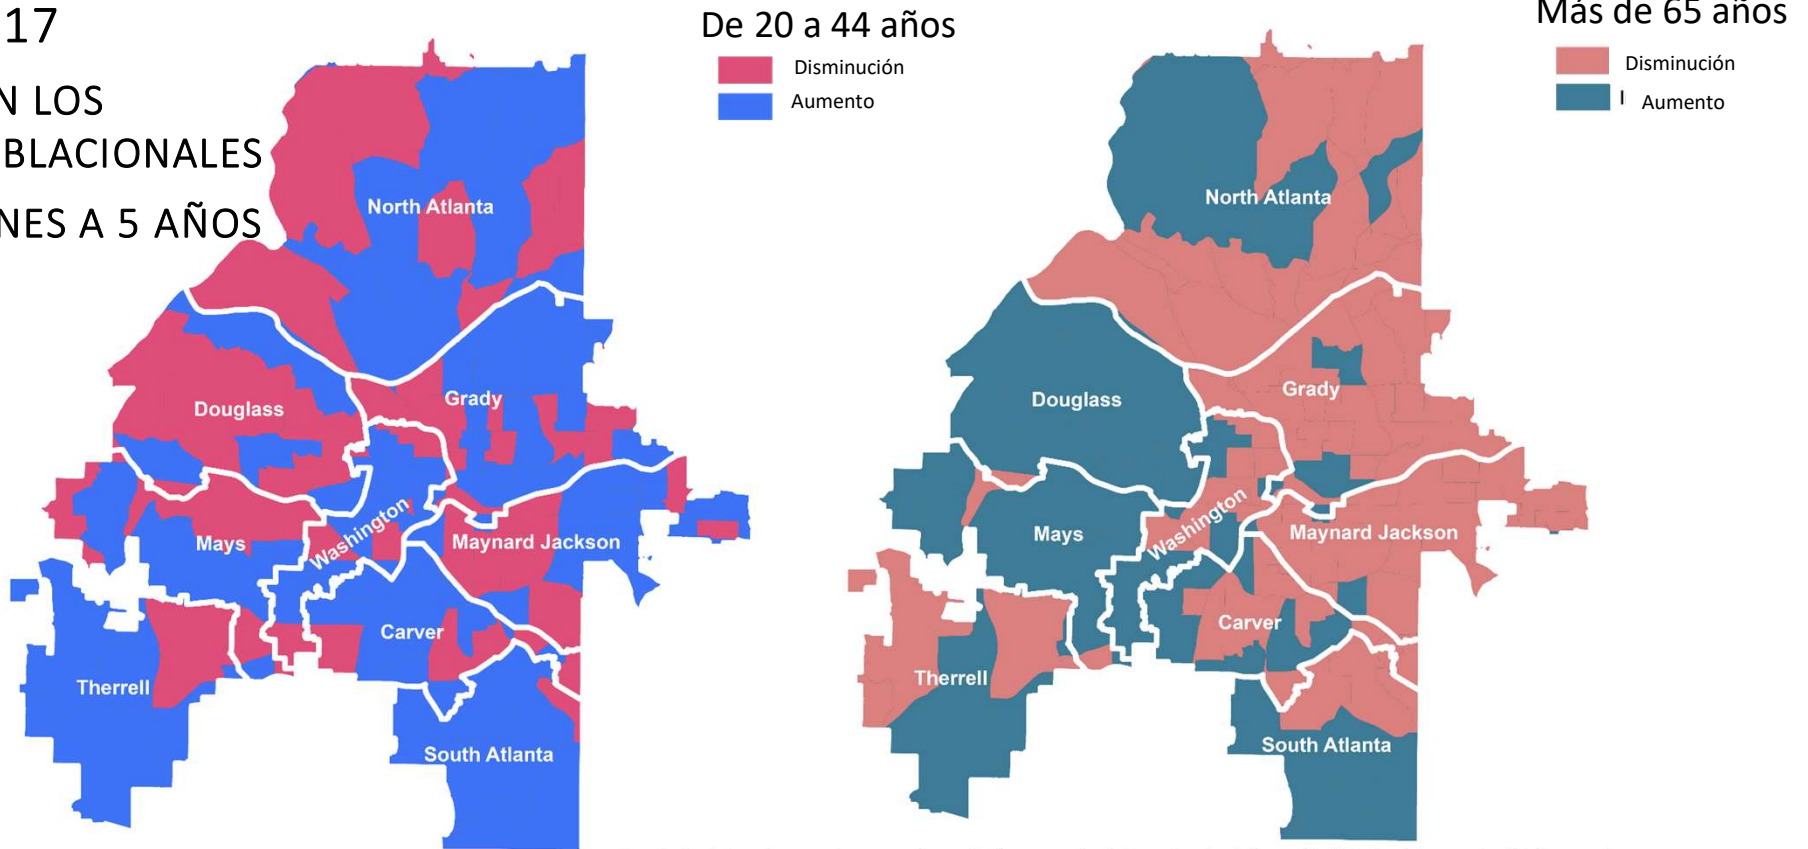 17
N LOS
BLACIONALES
NES A 5 AÑOS
De 20 a 44 años
Disminución
Aumento
North Atlanta
Douglass
Grady
Mays
Washington
Maynard Jackson
Carver
Therrell
South Atlanta
Más de 65 años
Disminución
Aumento
North Atlanta
Douglass
Grady
Mays
Washington
Maynard Jackson
Carver
Therrell
South Atlanta